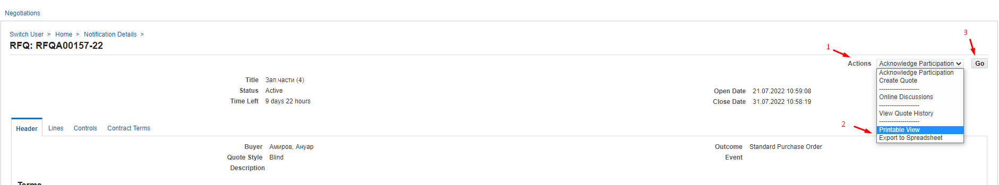 Negotiations
Switch User > Home > Notification Details >
RFQ: RFQA00157-22
3
1
Actions Acknowledge Participation Go
Acknowledge Participation
Create Quote
-------------------
Online Discussions
-------------------
View Quote History
-------------------
Printable View
Export to Spreadsheet
2
Title Зап.части (4)
Status Active
Time Left 9 days 22 hours
Open Date 21.07.2022 10:59:08
Close Date 31.07.2022 10:58:19
Header Lines Controls Contract Terms
Buyer Амиров, Ануар
Quote Style Blind
Description
Outcome Standard Purchase Order
Event
Terms